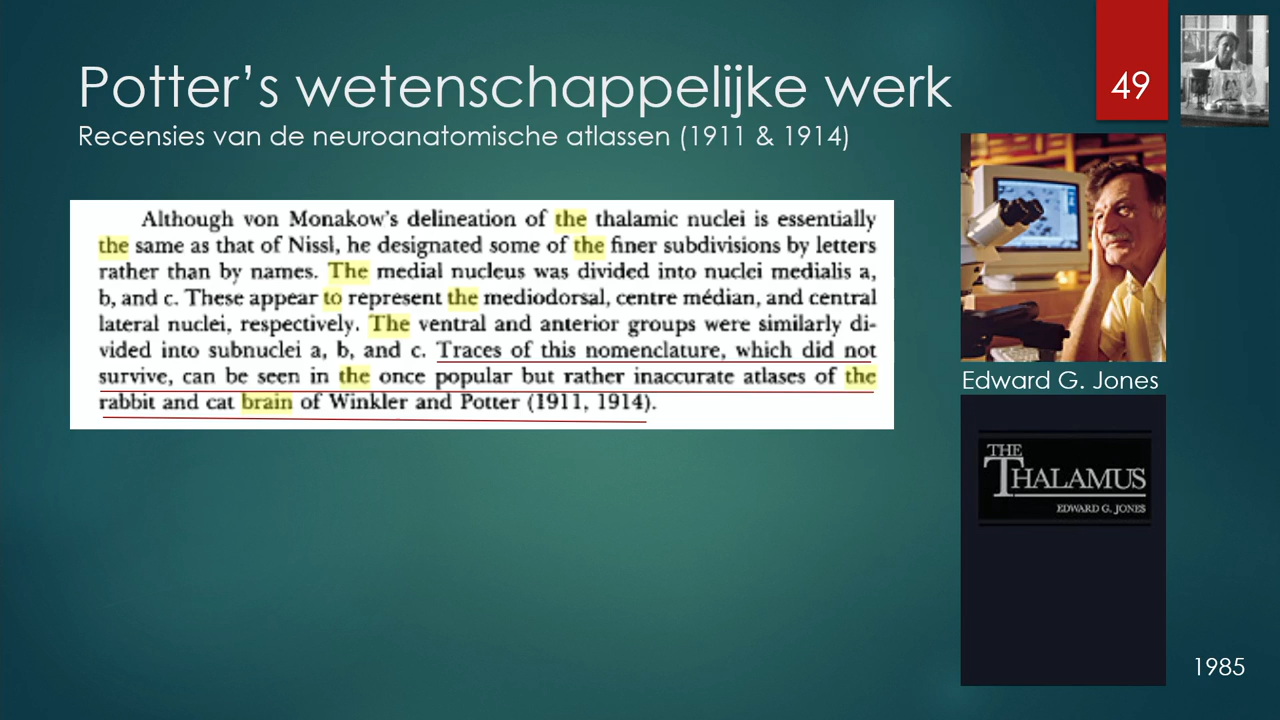 Potter’s wetenschappelijke werk
49
Recensies van de neuroanatomische atlassen (1911 & 1914)
Although von Monakow’s delineation of the thalamic nuclei is essentially
the same as that of Nissl, he designated some of the finer subdivisions by letters
rather than by names. The medial nucleus was divided into nuclei medialis a,
b, and c. These appear to represent the mediodorsal, centre médian, and central
lateral nuclei, respectively. The ventral and anterior groups were similarly di-
vided into subnuclei a, b, and c. Traces of this nomenclature, which did not
survive, can be seen in the once popular but rather inaccurate atlases of the
rabbit and cat brain of Winkler and Potter (1911, 1914).
Edward G. Jones
THE
THALAMUS
EDWARD G. JONES
1985